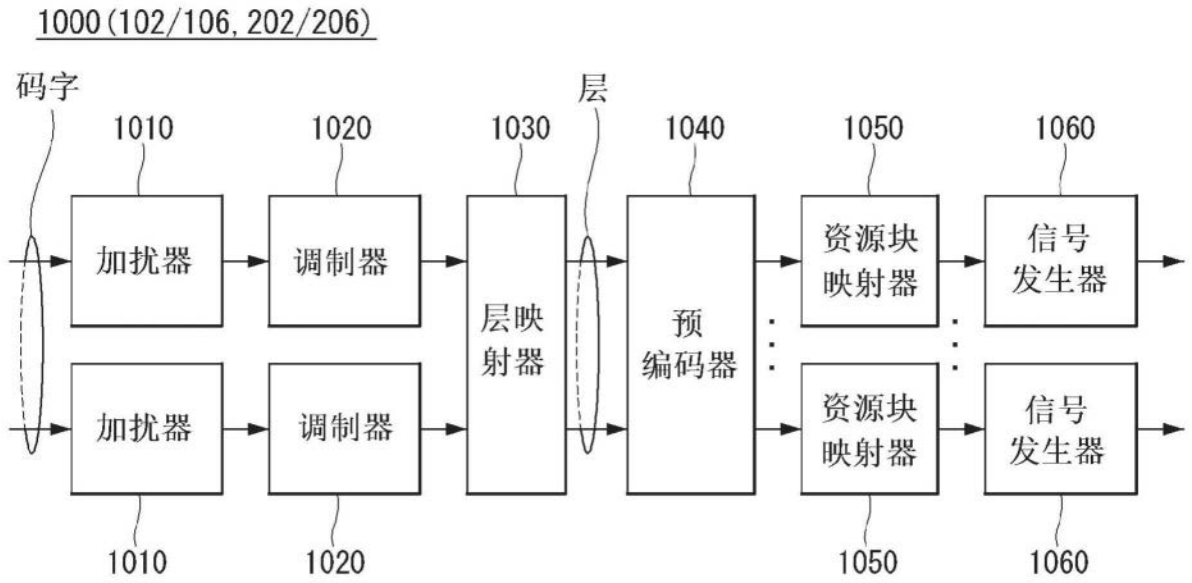 1000(102/106, 202/206)
码字
层
1010
1020
1030
1040
1050
1060
加扰器
调制器
层映
射器
预
编码器
资源块
映射器
信号
发生器
加扰器
调制器
资源块
映射器
信号
发生器
1010
1020
1050
1060